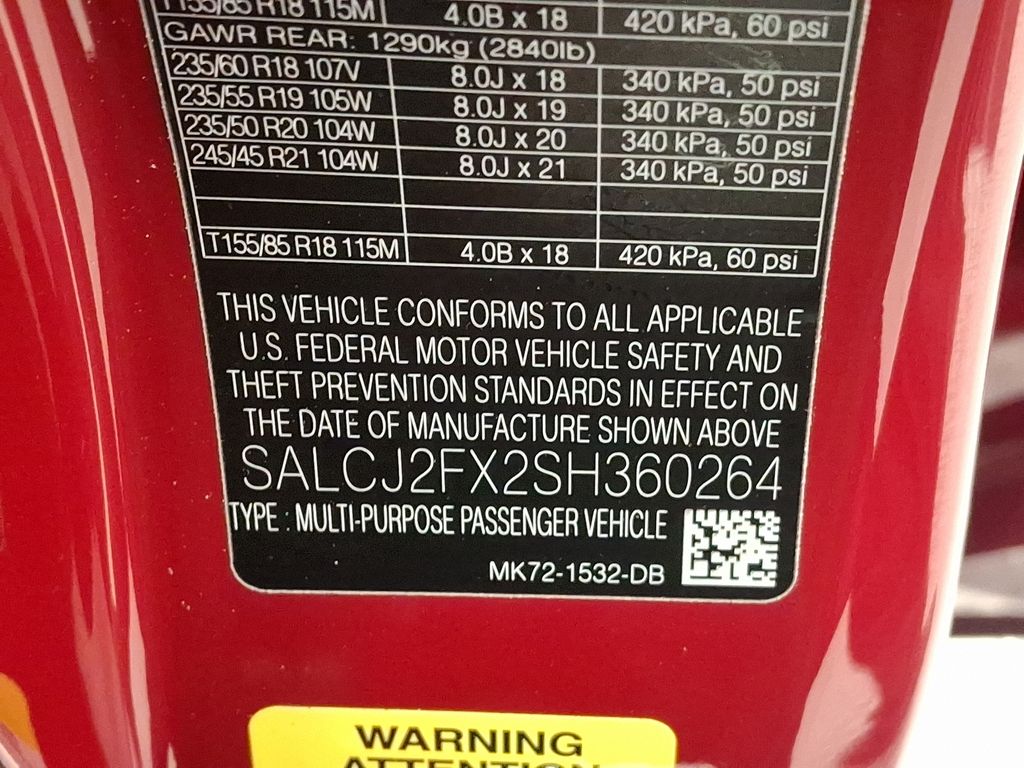 T155/85 R18 115M 4.0B x 18 420 kPa, 60 psi
GAWR REAR: 1290kg (2840lb)
235/60 R18 107V 8.0J x 18 340 kPa, 50 psi
235/55 R19 105W 8.0J x 19 340 kPa, 50 psi
235/50 R20 104W 8.0J x 20 340 kPa, 50 psi
245/45 R21 104W 8.0J x 21 340 kPa, 50 psi
T155/85 R18 115M 4.0B x 18 420 kPa, 60 psi
THIS VEHICLE CONFORMS TO ALL APPLICABLE
U.S. FEDERAL MOTOR VEHICLE SAFETY AND
THEFT PREVENTION STANDARDS IN EFFECT ON
THE DATE OF MANUFACTURE SHOWN ABOVE
SALCJ2FX2SH360264
TYPE : MULTI-PURPOSE PASSENGER VEHICLE
MK72-1532-DB
WARNING
ATTENTION